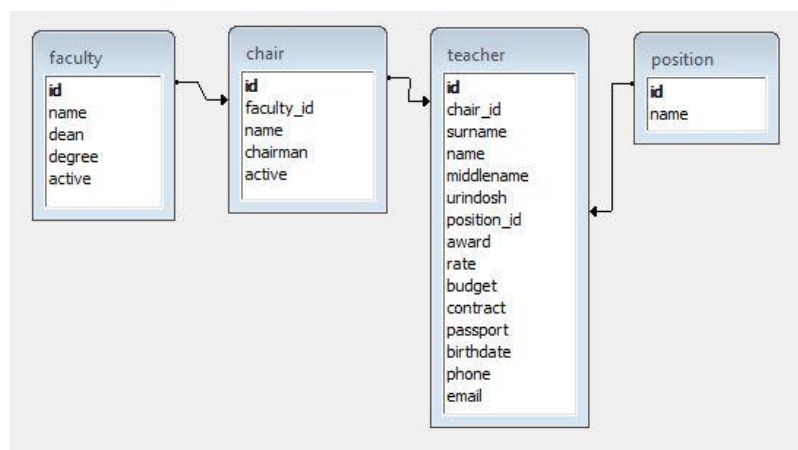 faculty
id
name
dean
degree
active
chair
id
faculty_id
name
chairman
active
teacher
id
chair_id
surname
name
middlename
urindosh
position_id
award
rate
budget
contract
passport
birthdate
phone
email
position
id
name